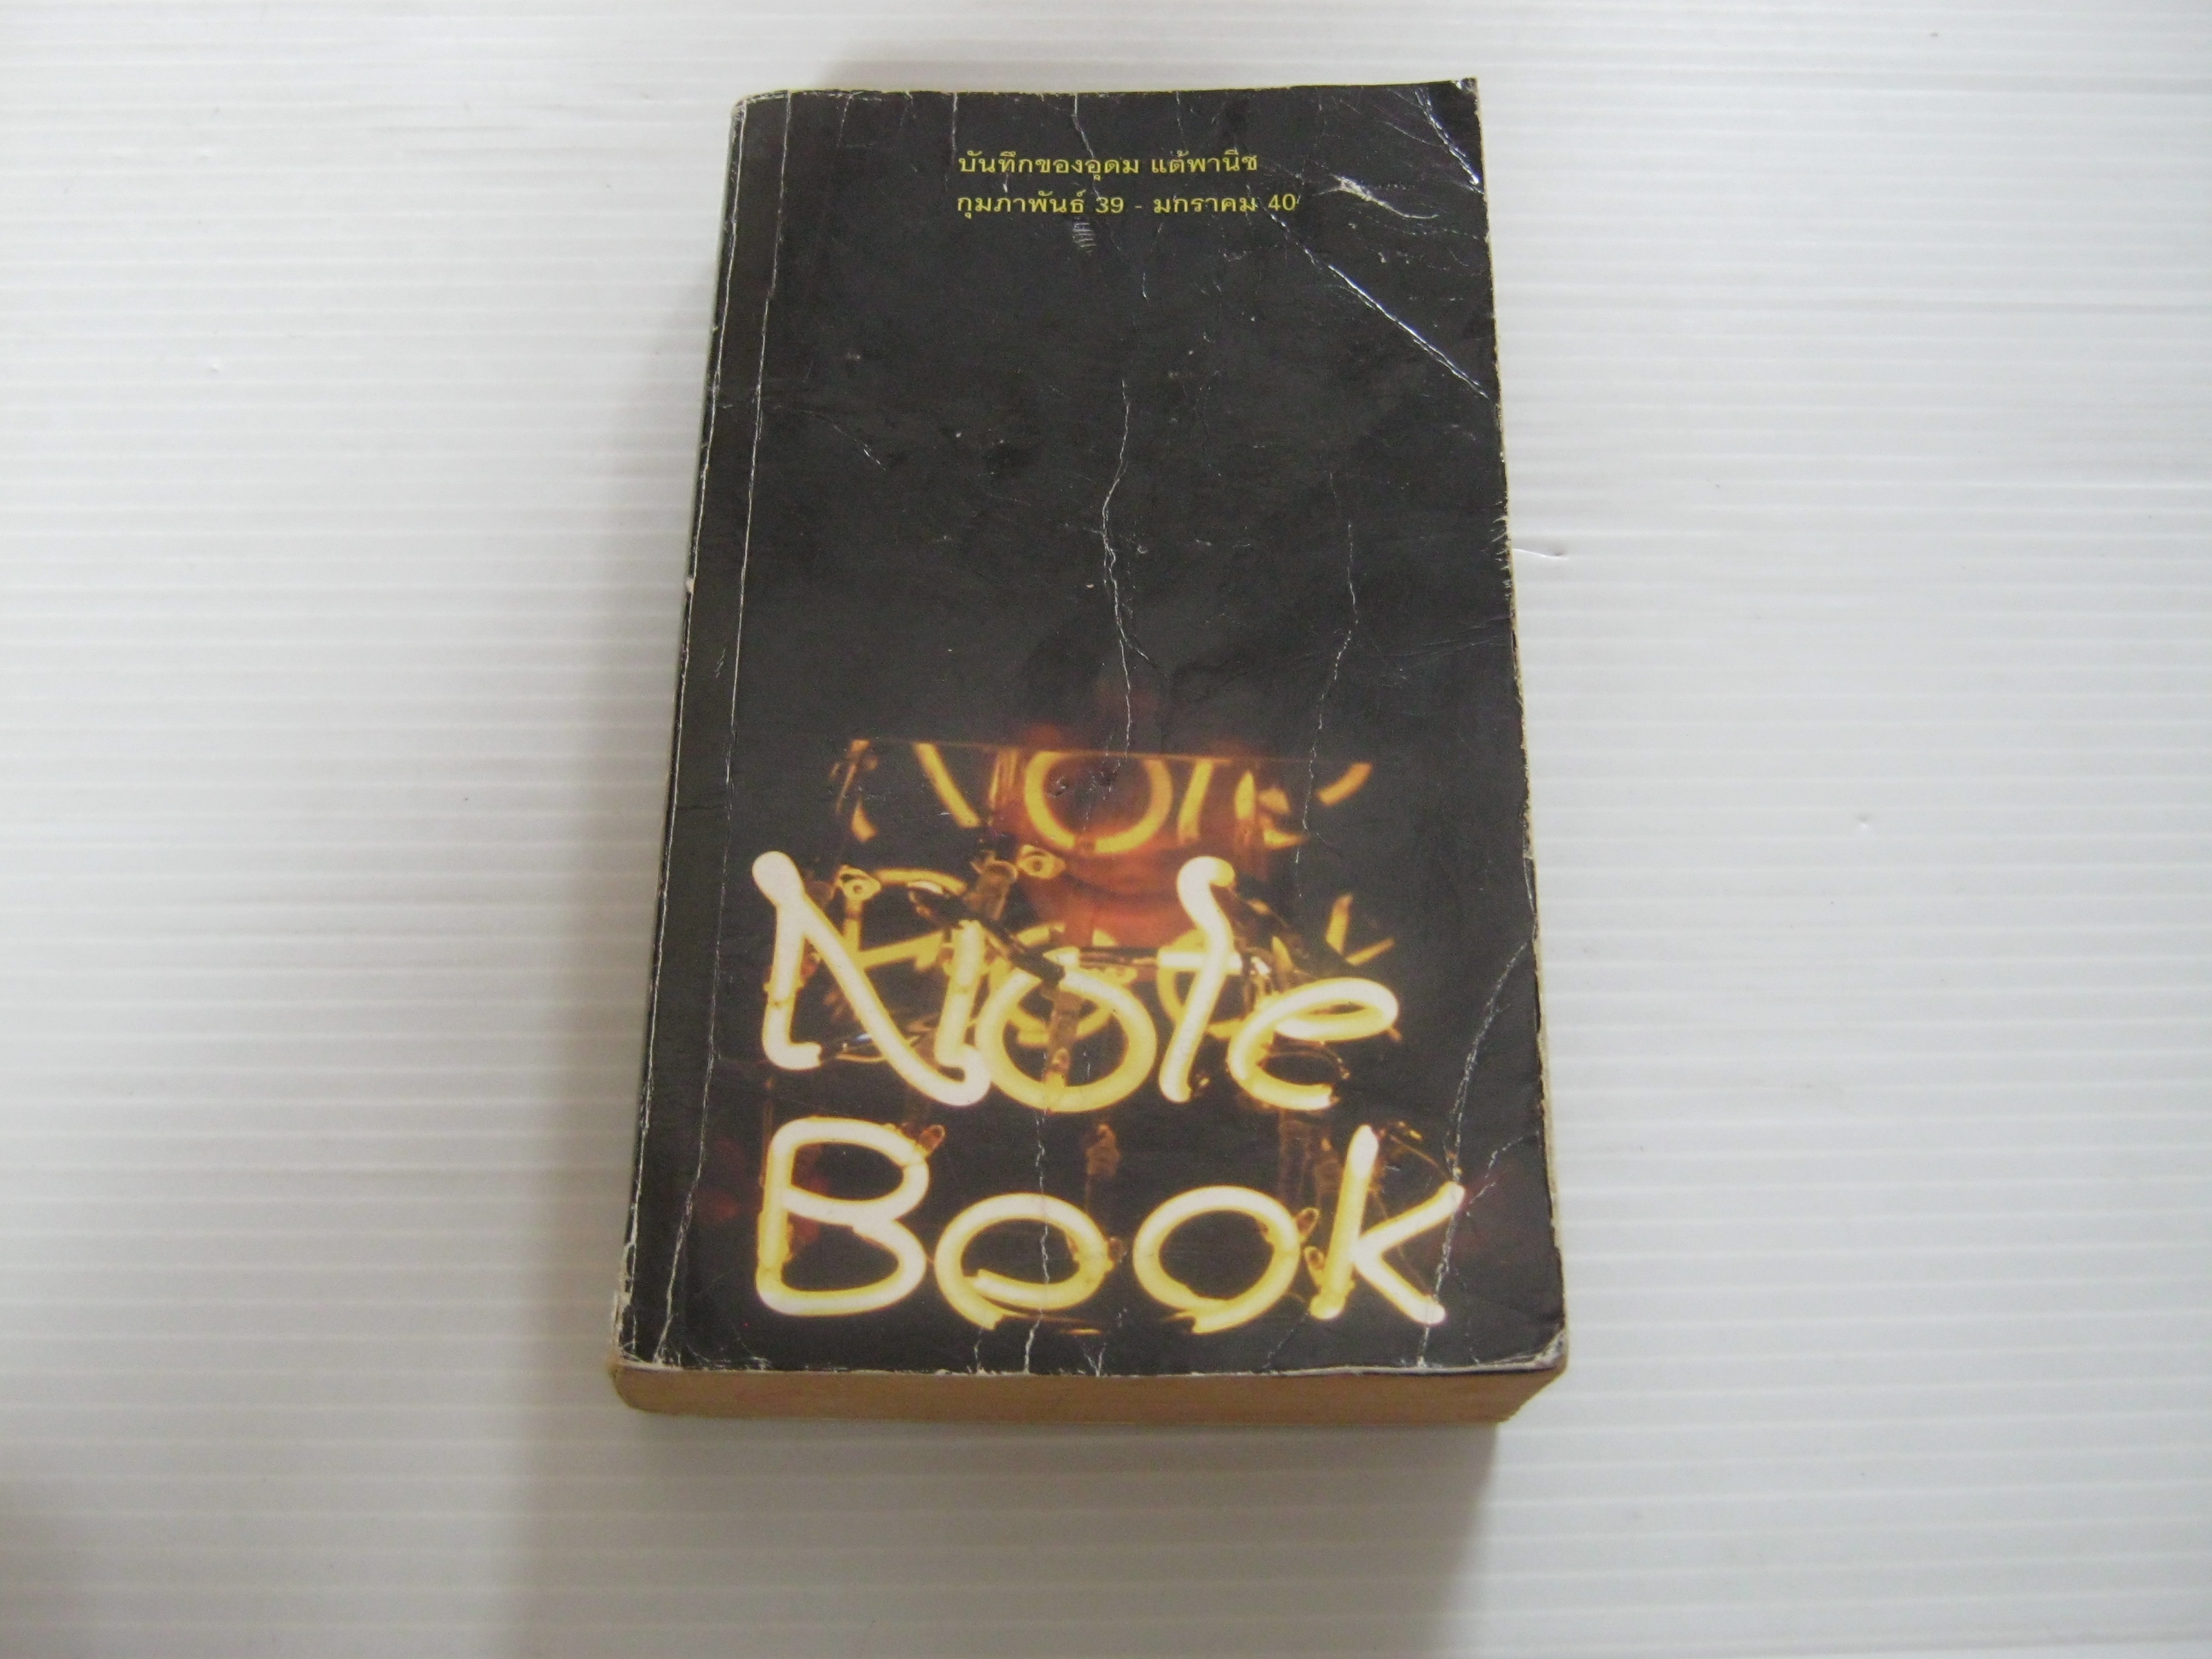 บันทึกของอุดม แต้พานิช
กุมภาพันธ์ 39 - มกราคม 40
Note
Book